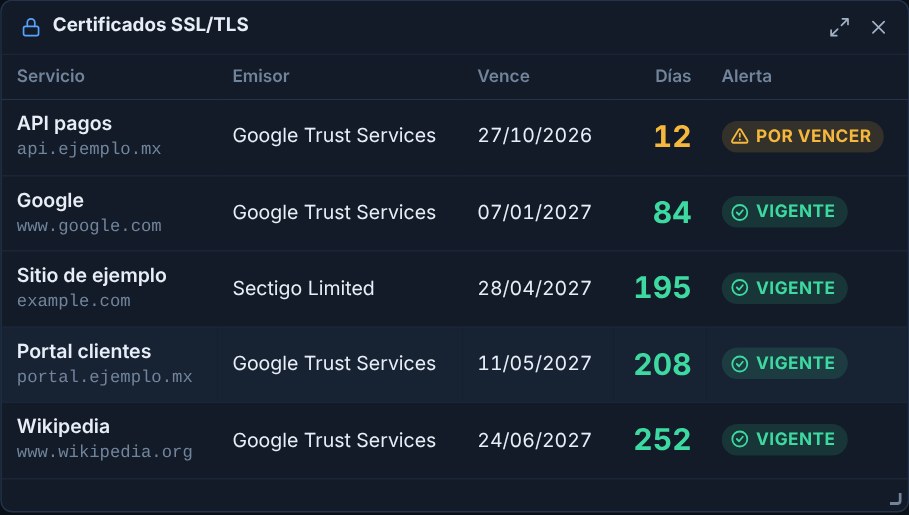 Certificados SSL/TLS
Servicio Emisor Vence Días Alerta
API pagos
api.ejemplo.mx
Google Trust Services 27/10/2026 12 POR VENCER
Google
www.google.com
Google Trust Services 07/01/2027 84 VIGENTE
Sitio de ejemplo
example.com
Sectigo Limited 28/04/2027 195 VIGENTE
Portal clientes
portal.ejemplo.mx
Google Trust Services 11/05/2027 208 VIGENTE
Wikipedia
www.wikipedia.org
Google Trust Services 24/06/2027 252 VIGENTE